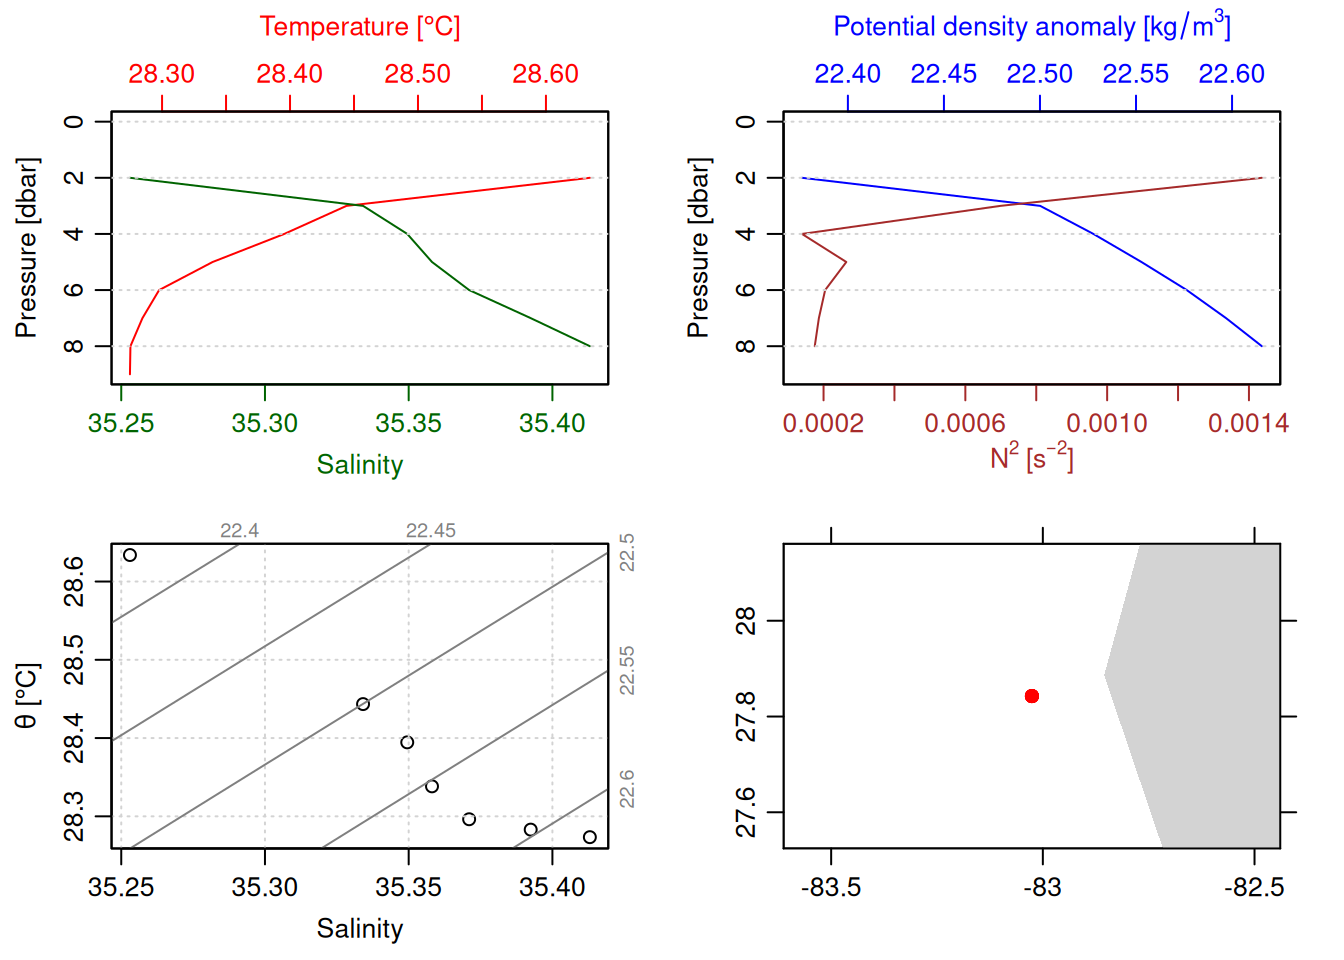 Temperature [°C]
28.30 28.40 28.50 28.60
Pressure [dbar]
0
2
4
6
8
35.25 35.30 35.35 35.40
Salinity
Potential density anomaly [kg/m³]
22.40 22.45 22.50 22.55 22.60
Pressure [dbar]
0
2
4
6
8
0.0002 0.0006 0.0010 0.0014
N² [s⁻²]
22.4 22.45
22.5
22.55
22.6
θ [°C]
28.6
28.5
28.4
28.3
35.25 35.30 35.35 35.40
Salinity
28
27.8
27.6
-83.5 -83 -82.5